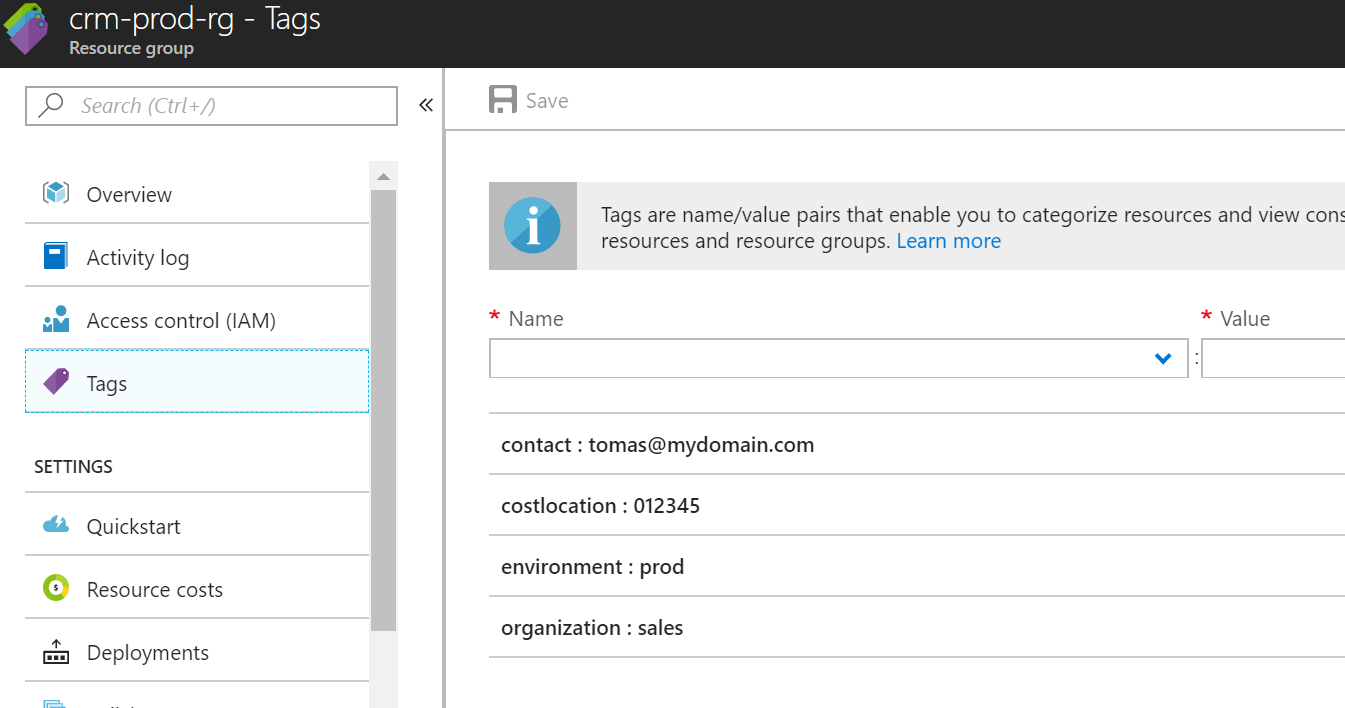 crm-prod-rg - Tags
Resource group
Search (Ctrl+/)
Overview
Activity log
Access control (IAM)
Tags
SETTINGS
Quickstart
Resource costs
Deployments
Save
Tags are name/value pairs that enable you to categorize resources and view cons
resources and resource groups. Learn more
* Name
* Value
:
contact : tomas@mydomain.com
costlocation : 012345
environment : prod
organization : sales